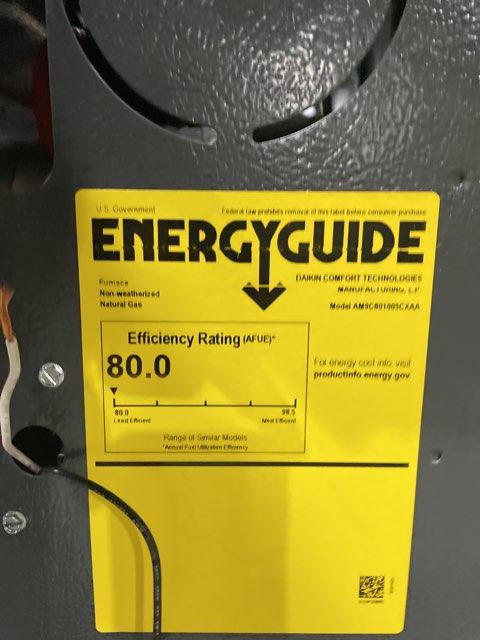 U.S. Government
Federal law prohibits removal of this label before consumer purchase
ENERGYGUIDE
Furnace
Non-weatherized
Natural Gas
DAIKIN COMFORT TECHNOLOGIES
MANUFACTURING, L.P.
Model AM9C801005CXAA
Efficiency Rating (AFUE)*
80.0
80.0
Least Efficient
98.5
Most Efficient
Range of Similar Models
*Annual Fuel Utilization Efficiency
For energy cost info, visit
productinfo.energy.gov